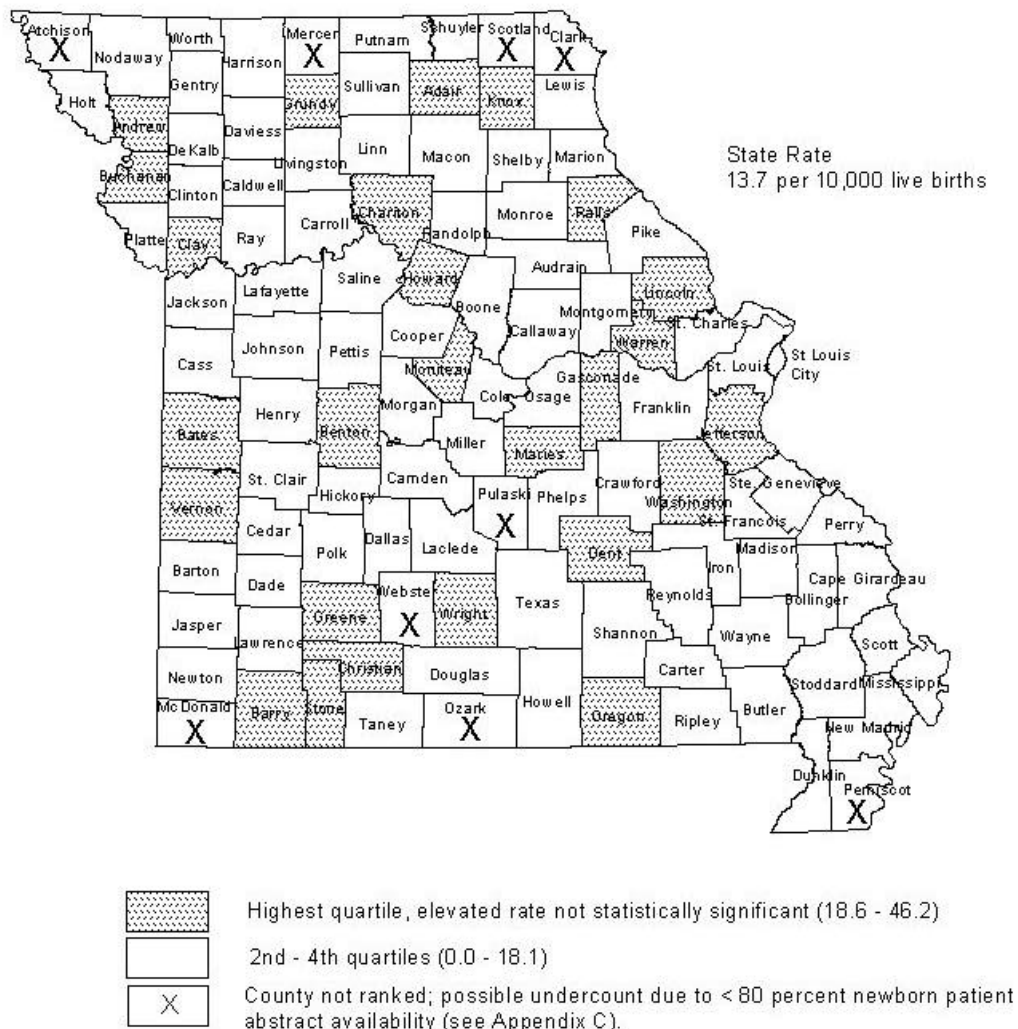 Atchison X Nodaway Worth Harrison Mercer X Putnam Schuyler Scotland X Clark X
Holt Gentry Grundy Sullivan Adair Knox Lewis
Andrew DeKalb Daviess Livingston Linn Macon Shelby Marion
Buchanan Clinton Caldwell Carroll Chariton Randolph Monroe Ralls Pike
Platte Clay Ray
State Rate
13.7 per 10,000 live births
Jackson Lafayette Saline Howard Boone Audrain Lincoln
Cass Johnson Pettis Cooper Callaway Montgomery Warren St. Charles
Moniteau St. Louis
St Louis
City
Bates Henry Benton Morgan Cole Osage Gasconade Franklin Jefferson
Miller Maries
Vernon St. Clair Hickory Camden Pulaski X Phelps Crawford Washington Ste. Genevieve
Cedar Polk Dallas Laclede Dent St. Francois Perry
Barton Dade Iron Madison Cape Girardeau
Webster X Wright Texas Reynolds Bollinger
Jasper Lawrence Greene Shannon Wayne Scott
Newton Christian Douglas Carter Stoddard Mississippi
McDonald X Barry Stone Taney Ozark X Howell Oregon Ripley Butler New Madrid
Dunklin Pemiscot X
Highest quartile, elevated rate not statistically significant (18.6 - 46.2)
2nd - 4th quartiles (0.0 - 18.1)
X County not ranked; possible undercount due to < 80 percent newborn patient
abstract availability (see Appendix C).